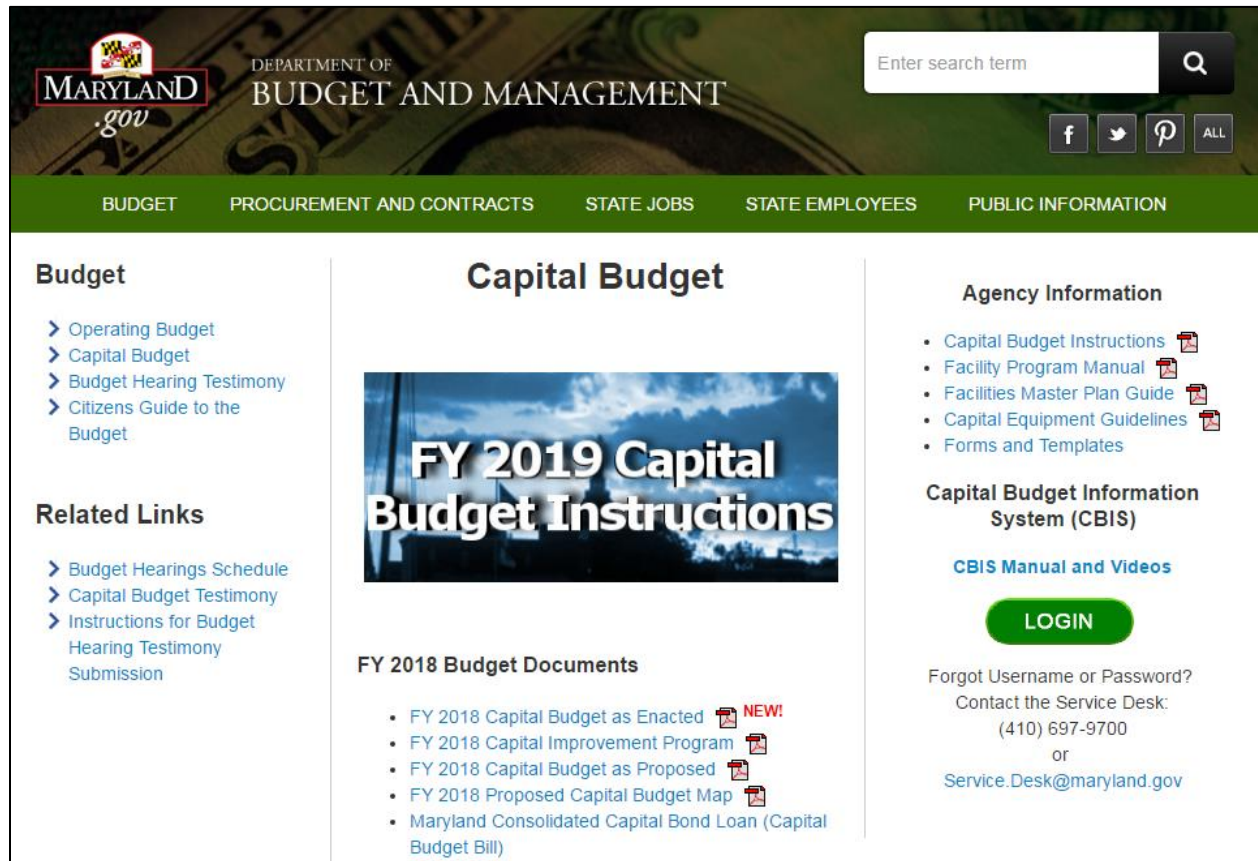 MARYLAND
.gov
DEPARTMENT OF
BUDGET AND MANAGEMENT
Enter search term
f
ALL
BUDGET PROCUREMENT AND CONTRACTS STATE JOBS STATE EMPLOYEES PUBLIC INFORMATION
Budget
Operating Budget
Capital Budget
Budget Hearing Testimony
Citizens Guide to the
Budget
Related Links
Budget Hearings Schedule
Capital Budget Testimony
Instructions for Budget
Hearing Testimony
Submission
Capital Budget
FY 2019 Capital
Budget Instructions
FY 2018 Budget Documents
FY 2018 Capital Budget as Enacted NEW!
FY 2018 Capital Improvement Program
FY 2018 Capital Budget as Proposed
FY 2018 Proposed Capital Budget Map
Maryland Consolidated Capital Bond Loan (Capital
Budget Bill)
Agency Information
Capital Budget Instructions
Facility Program Manual
Facilities Master Plan Guide
Capital Equipment Guidelines
Forms and Templates
Capital Budget Information
System (CBIS)
CBIS Manual and Videos
LOGIN
Forgot Username or Password?
Contact the Service Desk:
(410) 697-9700
or
Service.Desk@maryland.gov